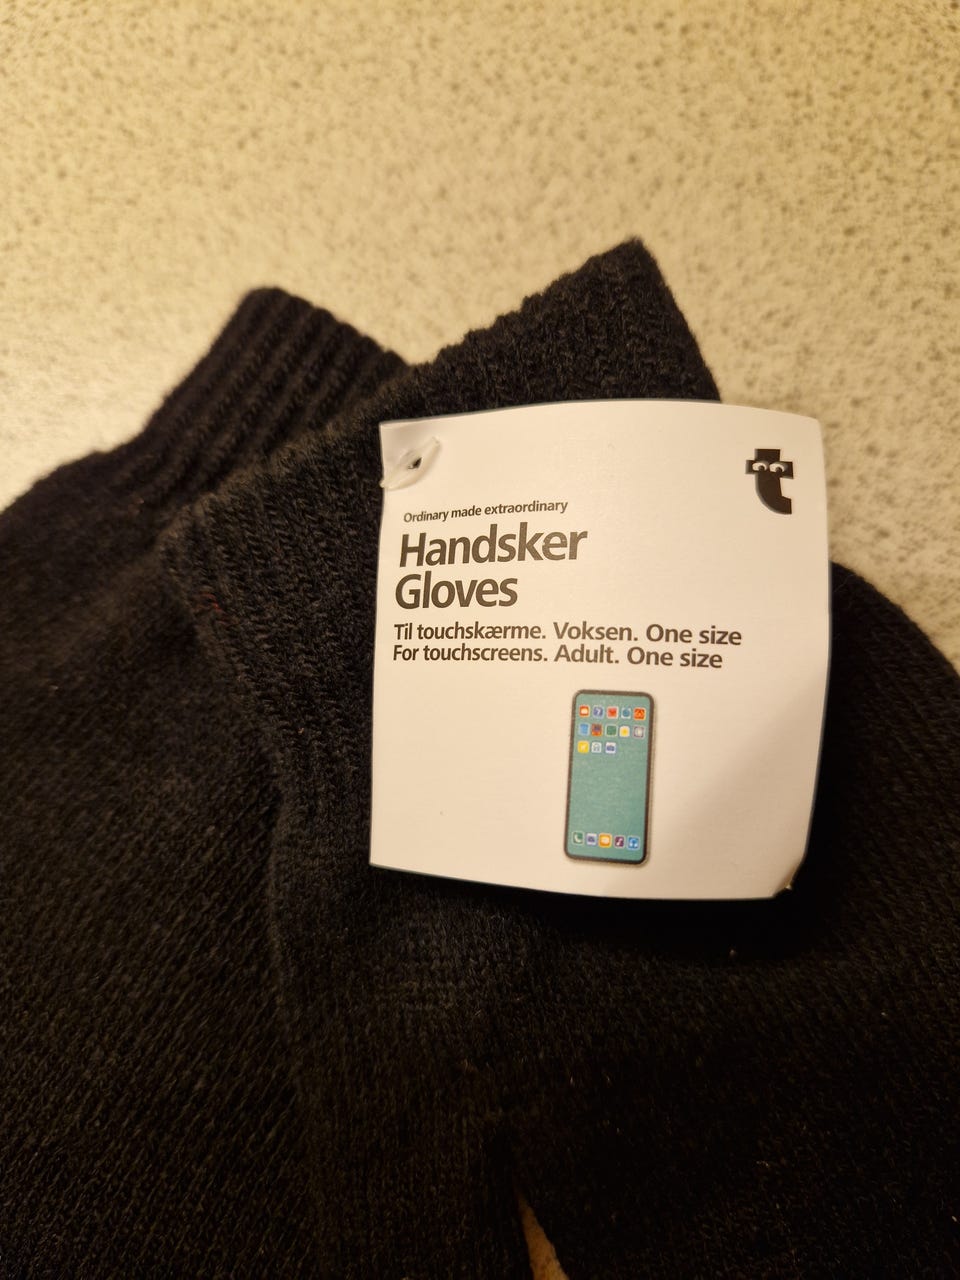 Ordinary made extraordinary
Handsker
Gloves
Til touchskærme. Voksen. One size
For touchscreens. Adult. One size